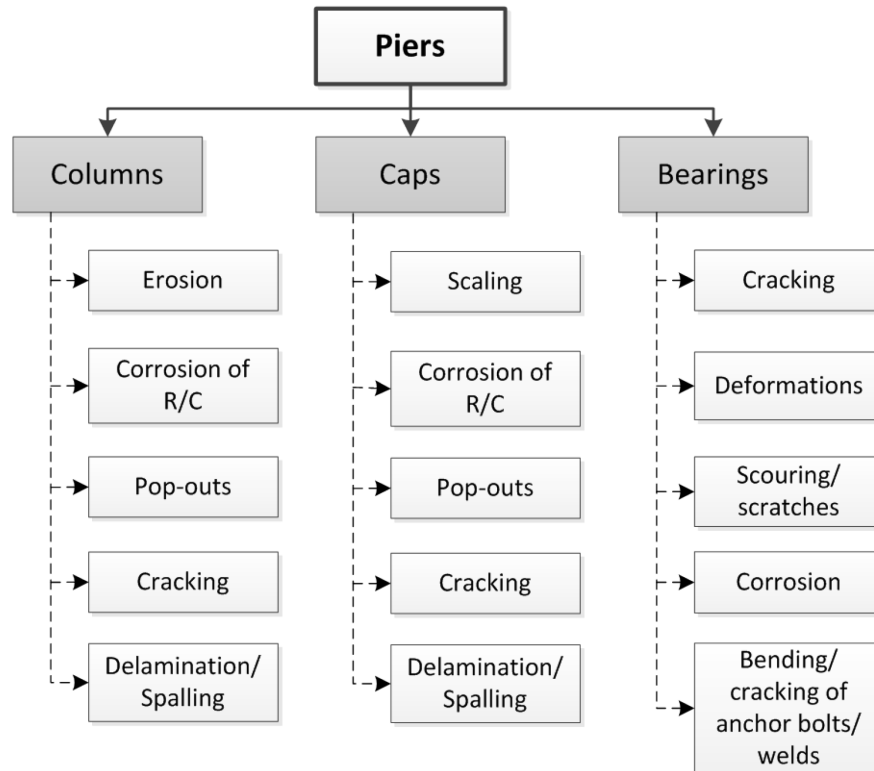 Piers
Columns
Caps
Bearings
Erosion
Corrosion of
R/C
Pop-outs
Cracking
Delamination/
Spalling
Scaling
Corrosion of
R/C
Pop-outs
Cracking
Delamination/
Spalling
Cracking
Deformations
Scouring/
scratches
Corrosion
Bending/
cracking of
anchor bolts/
welds